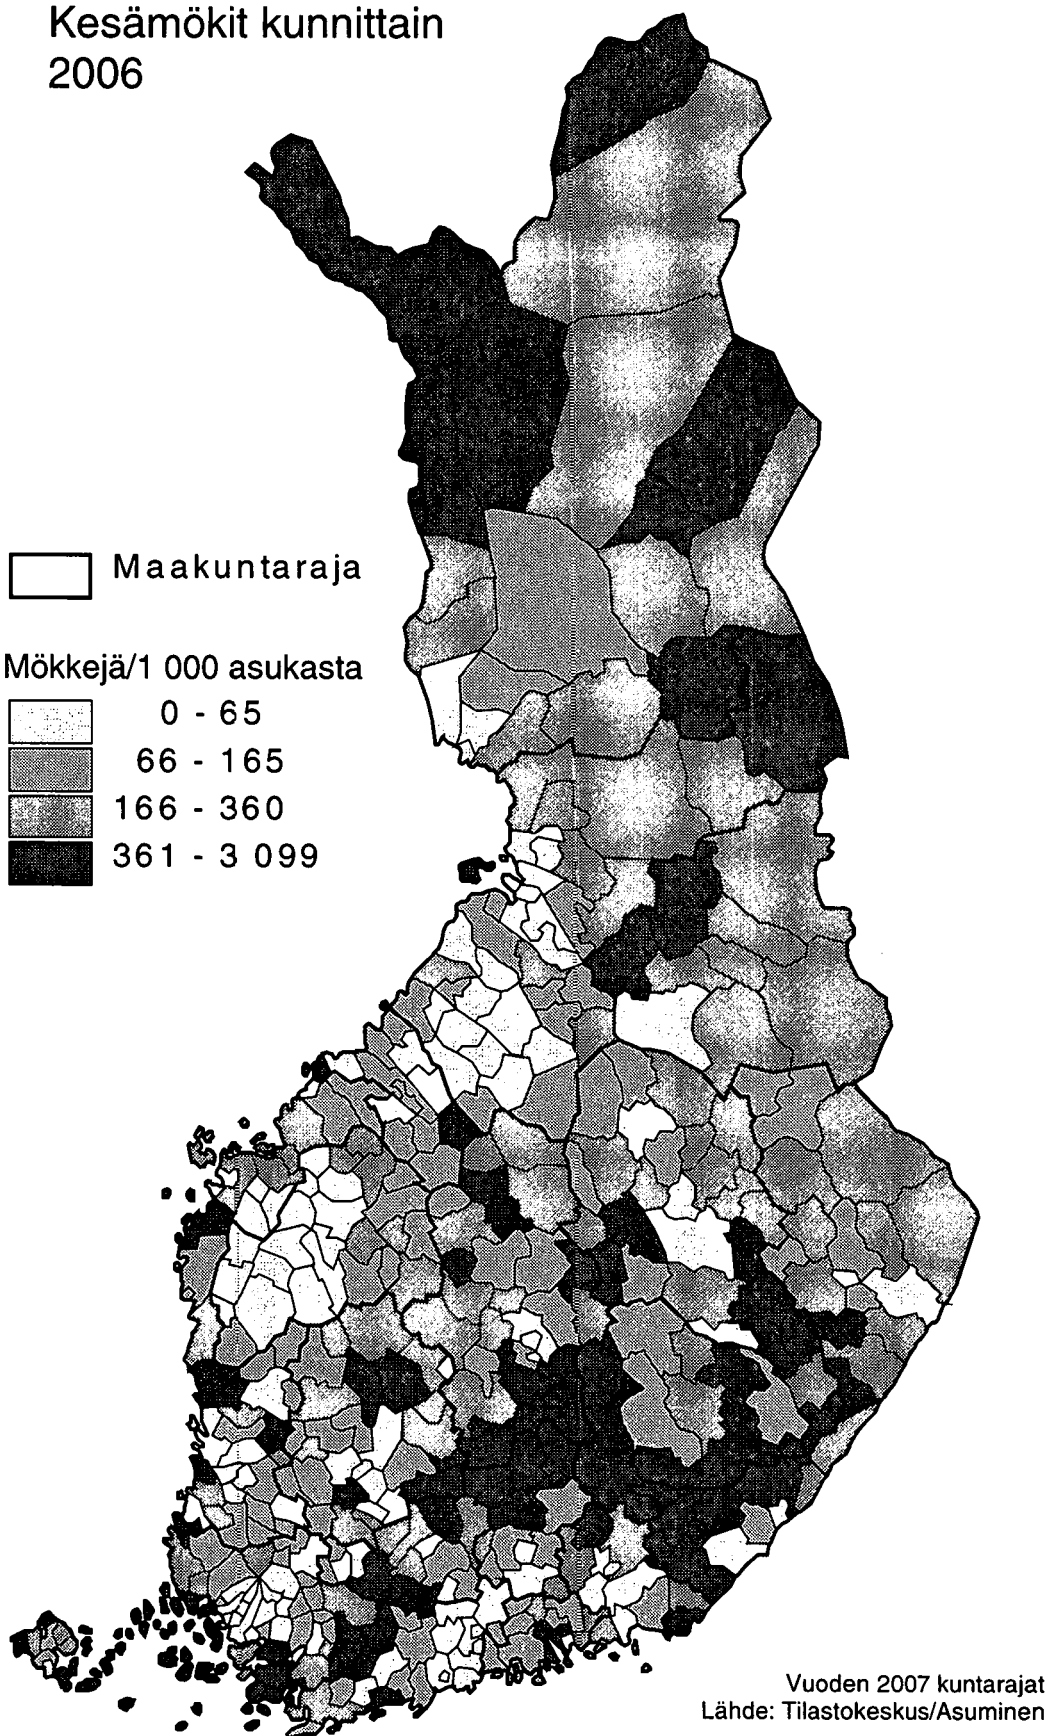 Kesämökit kunnittain
2006
Maakuntaraja
Mökkejä/1 000 asukasta
0 - 65
66 - 165
166 - 360
361 - 3 099
Vuoden 2007 kuntarajat
Lähde: Tilastokeskus/Asuminen